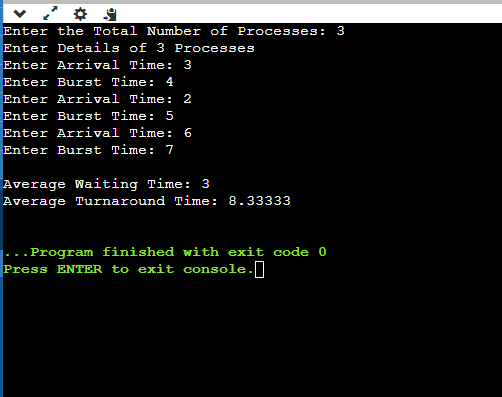 Enter the Total Number of Processes: 3
Enter Details of 3 Processes
Enter Arrival Time: 3
Enter Burst Time: 4
Enter Arrival Time: 2
Enter Burst Time: 5
Enter Arrival Time: 6
Enter Burst Time: 7
Average Waiting Time: 3
Average Turnaround Time: 8.33333
...Program finished with exit code 0
Press ENTER to exit console.